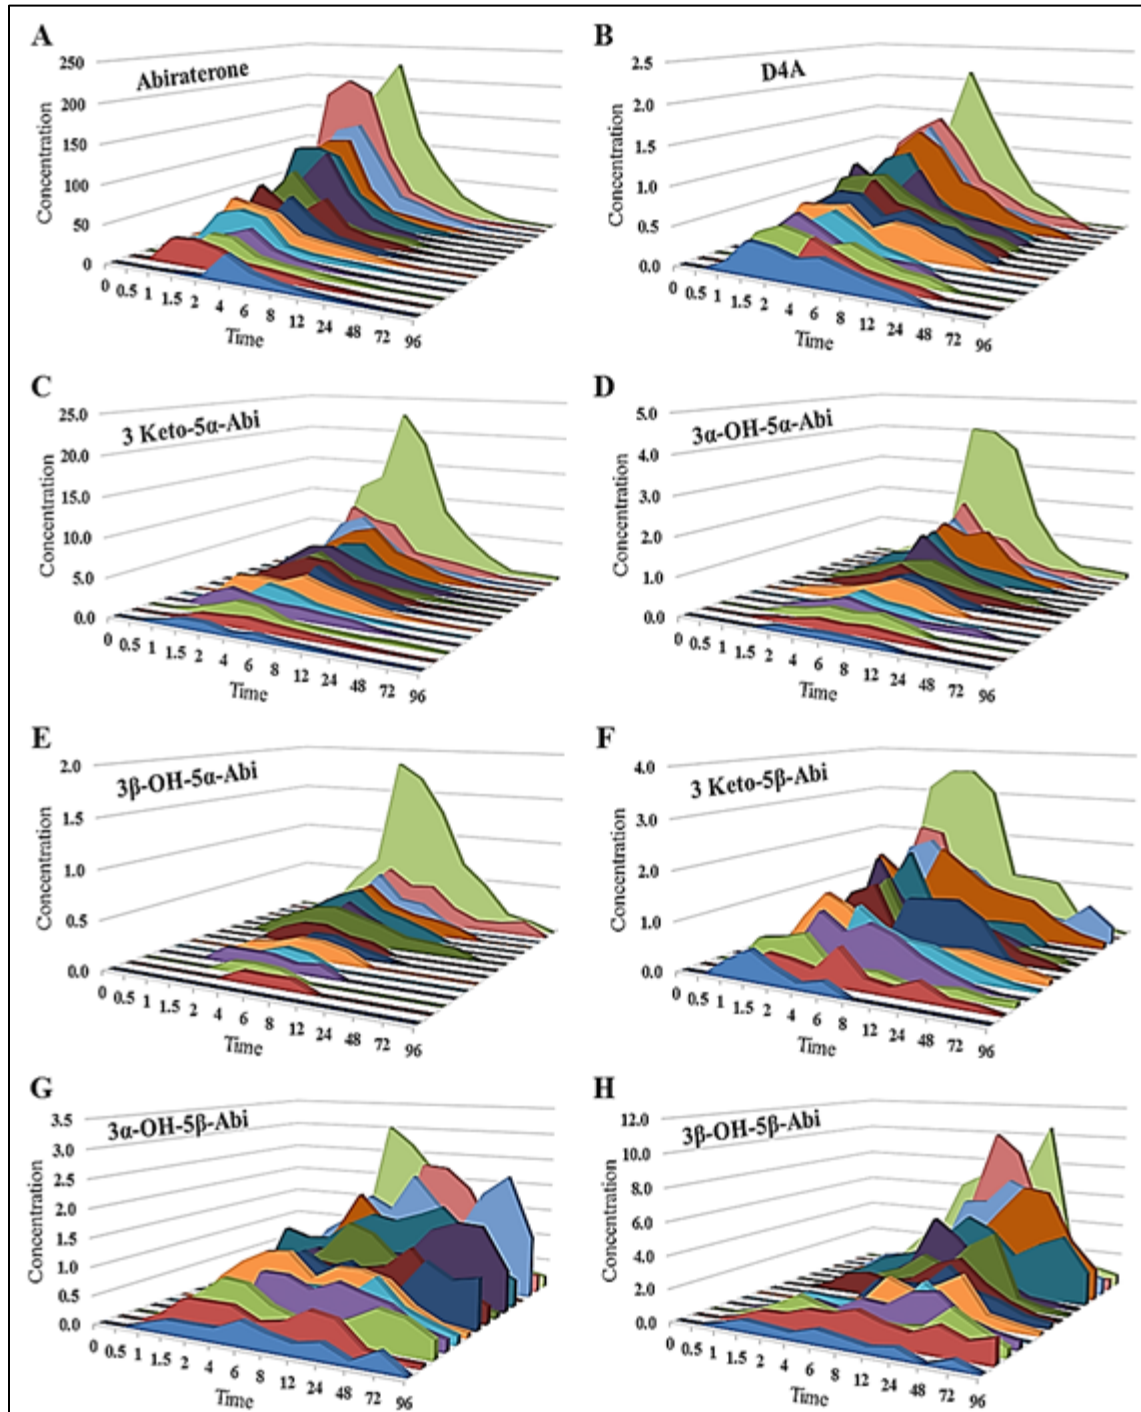 A
Abiraterone
Concentration
250
200
150
100
50
0
0 0.5 1 1.5 2 4 6 8 12 24 48 72 96
Time
B
D4A
Concentration
2.5
2.0
1.5
1.0
0.5
0.0
0 0.5 1 1.5 2 4 6 8 12 24 48 72 96
Time
C
3 Keto-5α-Abi
Concentration
25.0
20.0
15.0
10.0
5.0
0.0
0 0.5 1 1.5 2 4 6 8 12 24 48 72 96
Time
D
3α-OH-5α-Abi
Concentration
5.0
4.0
3.0
2.0
1.0
0.0
0 0.5 1 1.5 2 4 6 8 12 24 48 72 96
Time
E
3β-OH-5α-Abi
Concentration
2.0
1.5
1.0
0.5
0.0
0 0.5 1 1.5 2 4 6 8 12 24 48 72 96
Time
F
3 Keto-5β-Abi
Concentration
4.0
3.0
2.0
1.0
0.0
0 0.5 1 1.5 2 4 6 8 12 24 48 72 96
Time
G
3α-OH-5β-Abi
Concentration
3.5
3.0
2.5
2.0
1.5
1.0
0.5
0.0
0 0.5 1 1.5 2 4 6 8 12 24 48 72 96
Time
H
3β-OH-5β-Abi
Concentration
12.0
10.0
8.0
6.0
4.0
2.0
0.0
0 0.5 1 1.5 2 4 6 8 12 24 48 72 96
Time